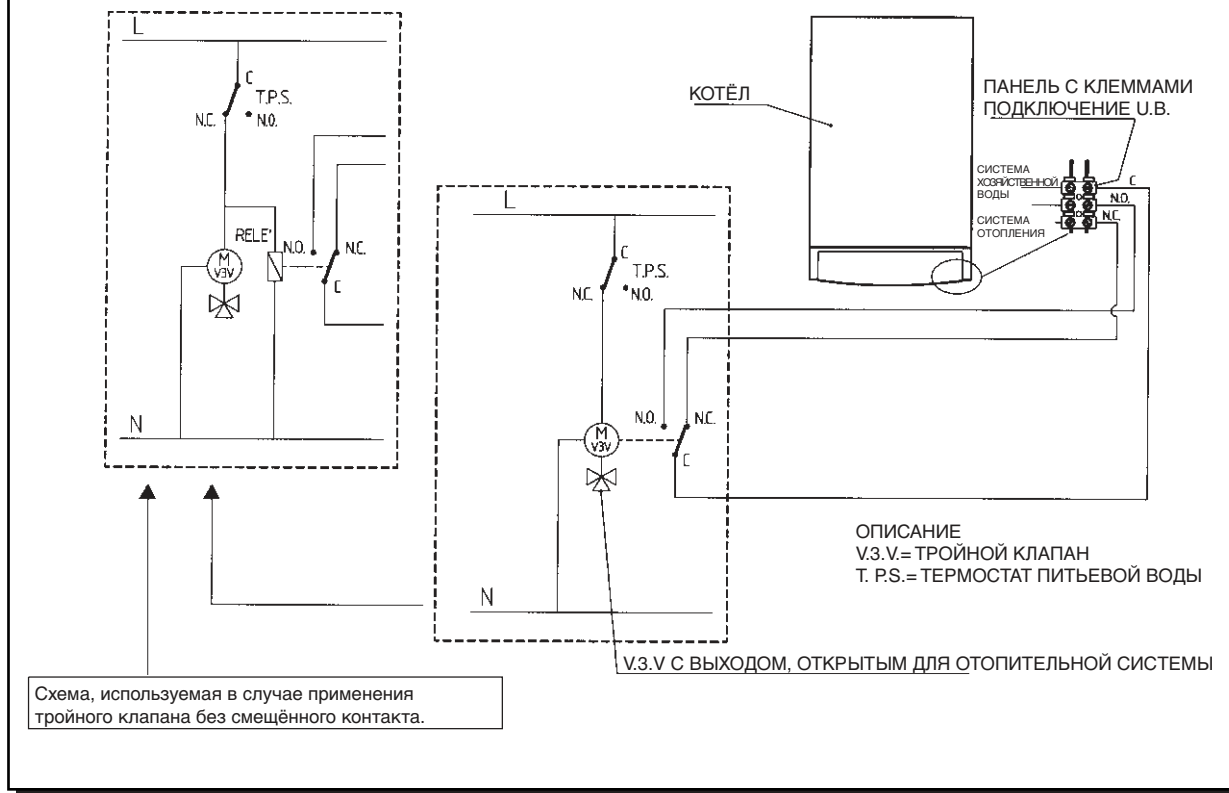 L
C
T.P.S.
N.C.
N.O.
RELE'
N.O.
N.C.
M
V3V
C
N
КОТЁЛ
ПАНЕЛЬ С КЛЕММАМИ
ПОДКЛЮЧЕНИЕ U.B.
СИСТЕМА
ХОЗЯЙСТВЕННОЙ
ВОДЫ
СИСТЕМА
ОТОПЛЕНИЯ
C
N.O.
N.C.
L
C
T.P.S.
N.C.
N.O.
N.O.
N.C.
M
V3V
C
N
ОПИСАНИЕ
V.3.V.= ТРОЙНОЙ КЛАПАН
T. P.S.= ТЕРМОСТАТ ПИТЬЕВОЙ ВОДЫ
V.3.V С ВЫХОДОМ, ОТКРЫТЫМ ДЛЯ ОТОПИТЕЛЬНОЙ СИСТЕМЫ
Схема, используемая в случае применения
тройного клапана без смещённого контакта.